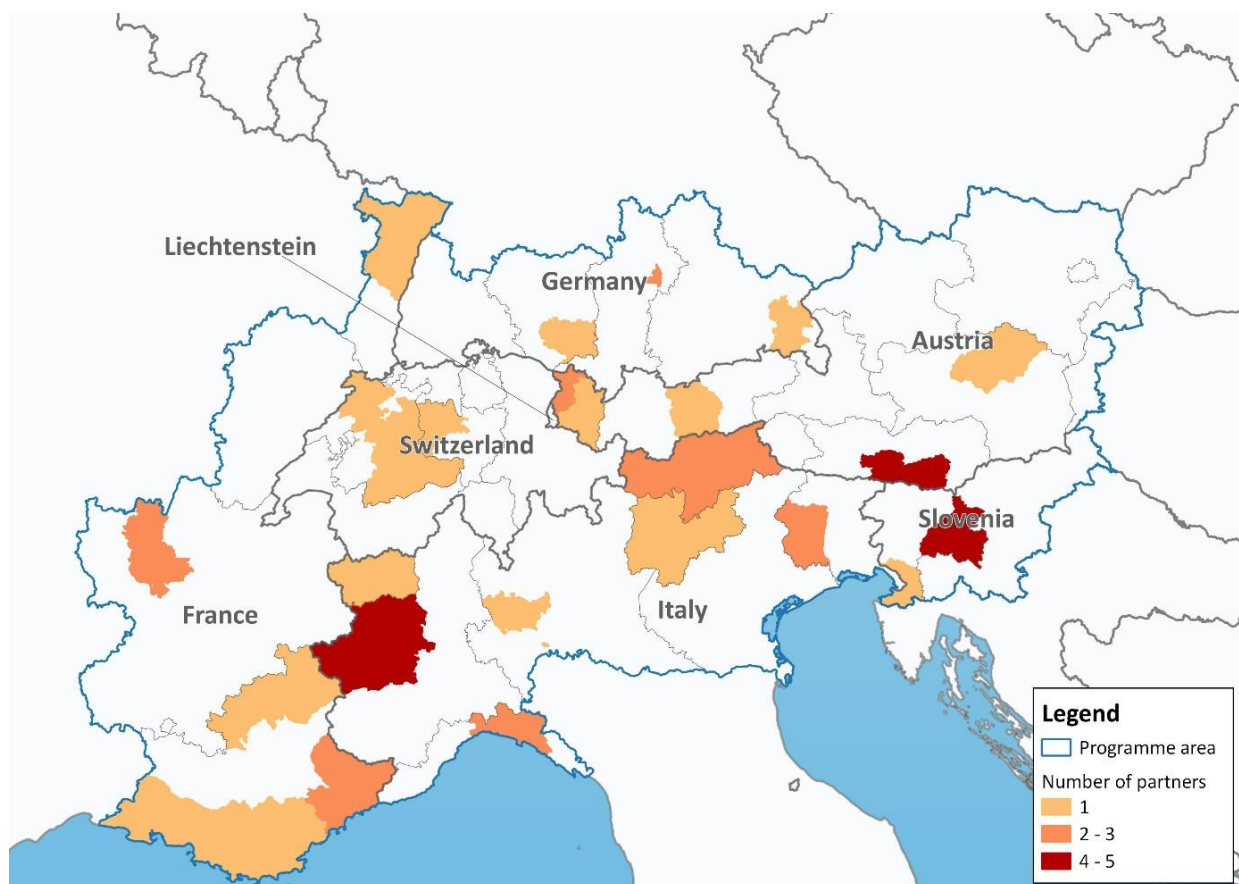 Liechtenstein
Germany
Austria
Switzerland
Slovenia
France
Italy
Legend
Programme area
Number of partners
1
2 - 3
4 - 5